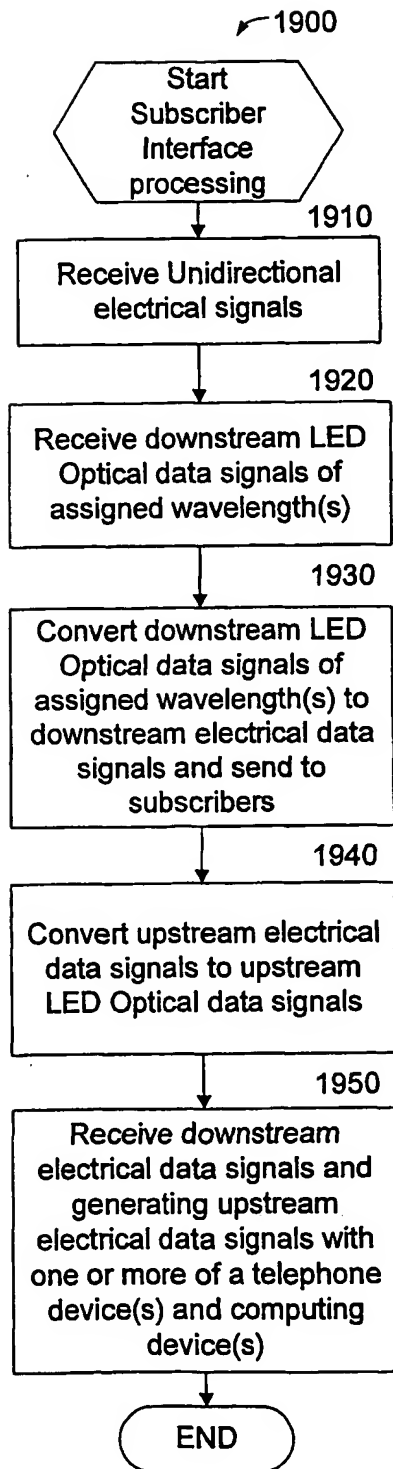 1900
Start
Subscriber
Interface
processing
1910
Receive Unidirectional
electrical signals
1920
Receive downstream LED
Optical data signals of
assigned wavelength(s)
1930
Convert downstream LED
Optical data signals of
assigned wavelength(s) to
downstream electrical data
signals and send to
subscribers
1940
Convert upstream electrical
data signals to upstream
LED Optical data signals
1950
Receive downstream
electrical data signals and
generating upstream
electrical data signals with
one or more of a telephone
device(s) and computing
device(s)
END